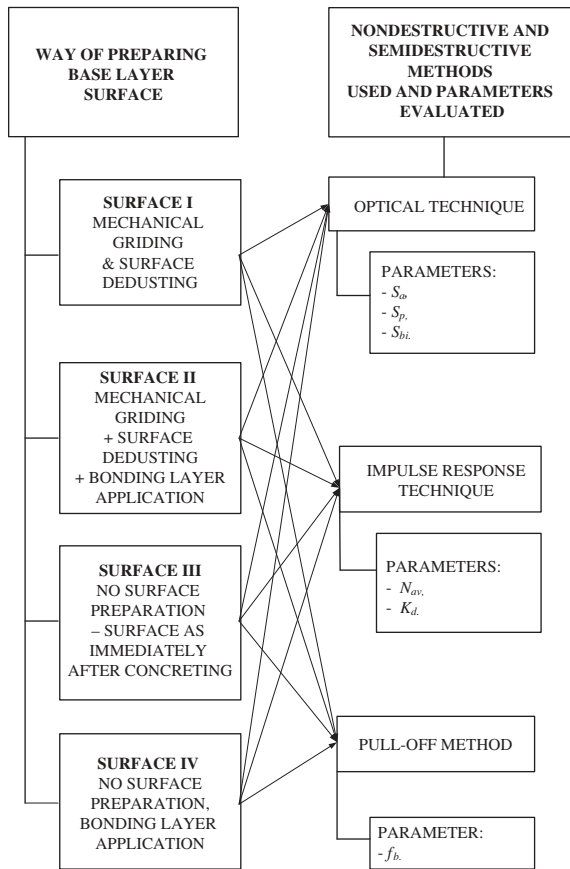 WAY OF PREPARING
BASE LAYER
SURFACE
SURFACE I
MECHANICAL
GRIDING
& SURFACE
DEDUSTING
SURFACE II
MECHANICAL
GRIDING
+ SURFACE
DEDUSTING
+ BONDING LAYER
APPLICATION
SURFACE III
NO SURFACE
PREPARATION
– SURFACE AS
IMMEDIATELY
AFTER CONCRETING
SURFACE IV
NO SURFACE
PREPARATION,
BONDING LAYER
APPLICATION
NONDESTRUCTIVE AND
SEMIDESTRUCTIVE
METHODS
USED AND PARAMETERS
EVALUATED
OPTICAL TECHNIQUE
PARAMETERS:
- Sa,
- Sp,
- Sbi.
IMPULSE RESPONSE
TECHNIQUE
PARAMETERS:
- Nav,
- Kd.
PULL-OFF METHOD
PARAMETER:
- fb.